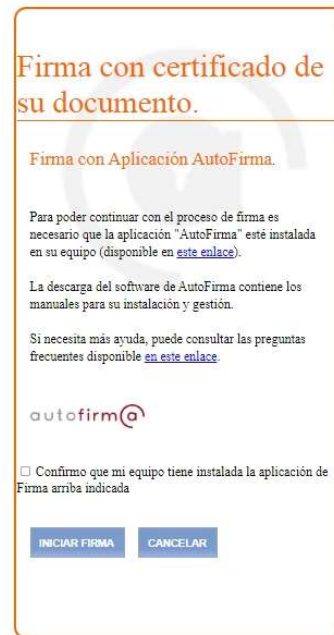 Firma con certificado de
su documento.
Firma con Aplicación AutoFirma.
Para poder continuar con el proceso de firma es
necesario que la aplicación "AutoFirma" esté instalada
en su equipo (disponible en este enlace).
La descarga del software de AutoFirma contiene los
manuales para su instalación y gestión.
Si necesita más ayuda, puede consultar las preguntas
frecuentes disponible en este enlace.
autofirm@
Confirmo que mi equipo tiene instalada la aplicación de
Firma arriba indicada
INICIAR FIRMA CANCELAR